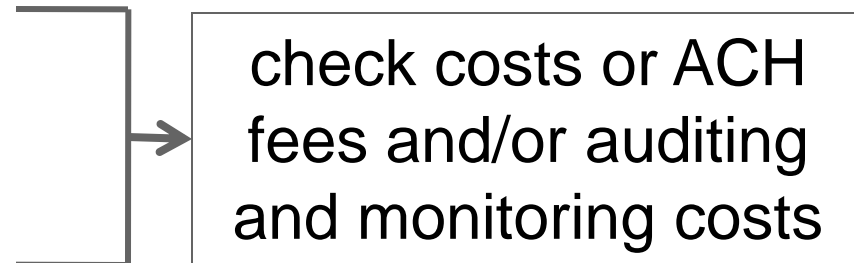 check costs or ACH
fees and/or auditing
and monitoring costs